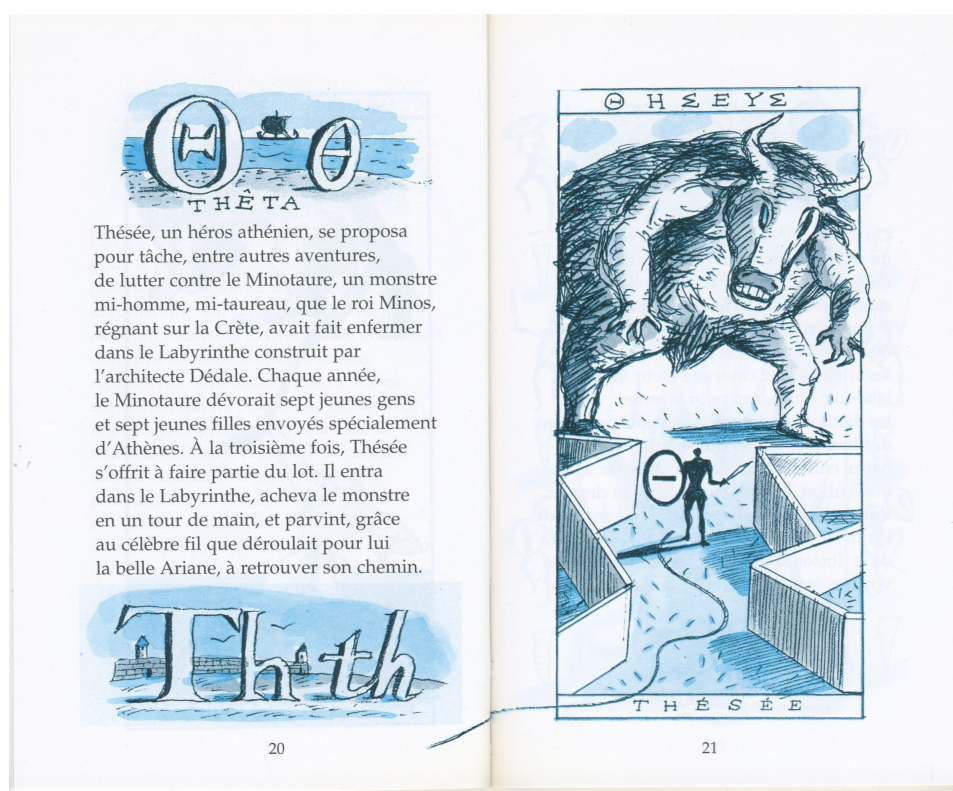 Θ θ
THÊTA
Thésée, un héros athénien, se proposa
pour tâche, entre autres aventures,
de lutter contre le Minotaure, un monstre
mi-homme, mi-taureau, que le roi Minos,
régnant sur la Crète, avait fait enfermer
dans le Labyrinthe construit par
l’architecte Dédale. Chaque année,
le Minotaure dévorait sept jeunes gens
et sept jeunes filles envoyés spécialement
d’Athènes. À la troisième fois, Thésée
s’offrit à faire partie du lot. Il entra
dans le Labyrinthe, acheva le monstre
en un tour de main, et parvint, grâce
au célèbre fil que déroulait pour lui
la belle Ariane, à retrouver son chemin.
Th th
20
ΘΗΣΕΥΣ
Θ
THÉSÉE
21